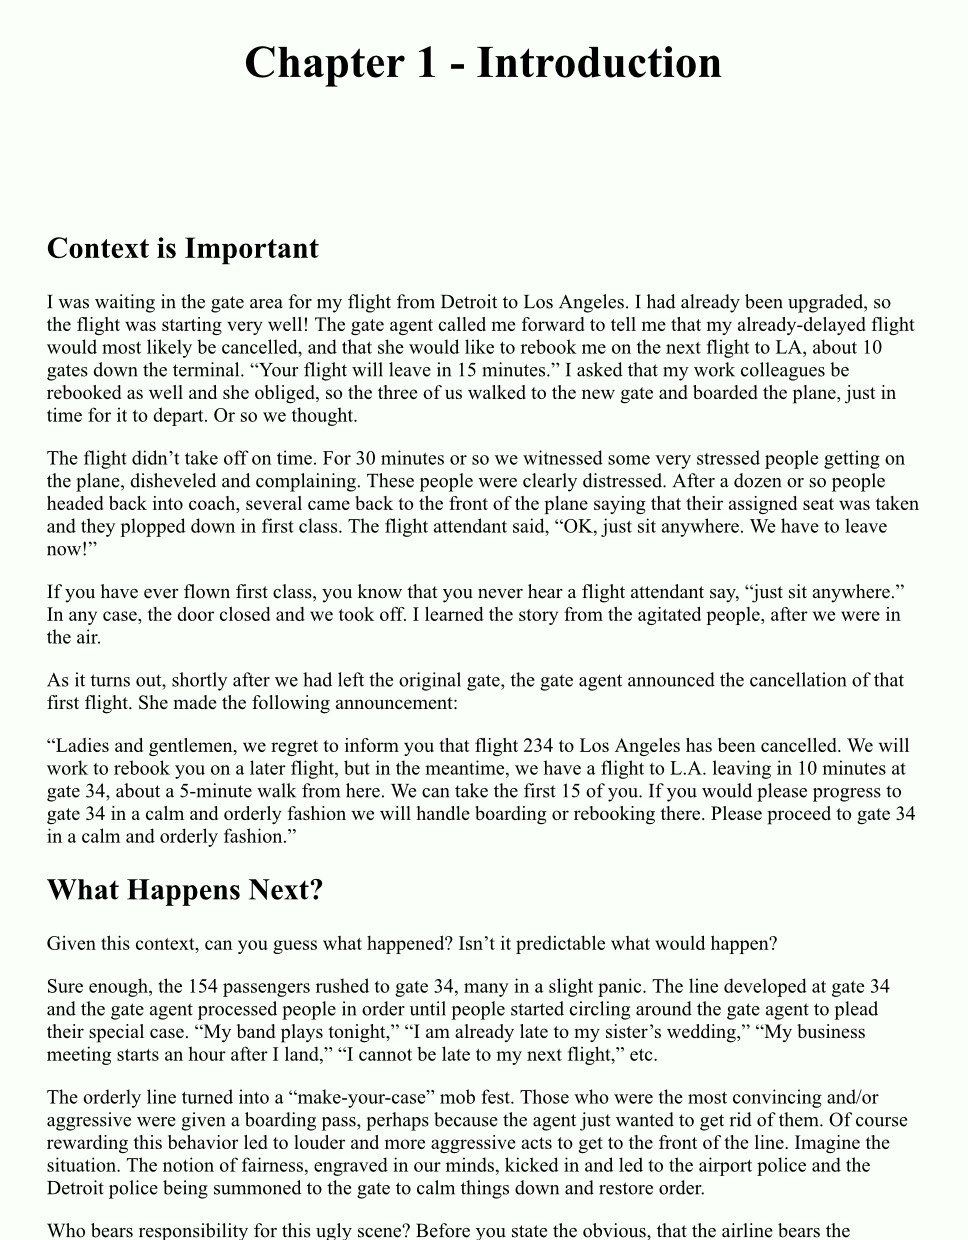 Chapter 1 - Introduction
Context is Important
I was waiting in the gate area for my flight from Detroit to Los Angeles. I had already been upgraded, so
the flight was starting very well! The gate agent called me forward to tell me that my already-delayed flight
would most likely be cancelled, and that she would like to rebook me on the next flight to LA, about 10
gates down the terminal. “Your flight will leave in 15 minutes.” I asked that my work colleagues be
rebooked as well and she obliged, so the three of us walked to the new gate and boarded the plane, just in
time for it to depart. Or so we thought.
The flight didn’t take off on time. For 30 minutes or so we witnessed some very stressed people getting on
the plane, disheveled and complaining. These people were clearly distressed. After a dozen or so people
headed back into coach, several came back to the front of the plane saying that their assigned seat was taken
and they plopped down in first class. The flight attendant said, “OK, just sit anywhere. We have to leave
now!”
If you have ever flown first class, you know that you never hear a flight attendant say, “just sit anywhere.”
In any case, the door closed and we took off. I learned the story from the agitated people, after we were in
the air.
As it turns out, shortly after we had left the original gate, the gate agent announced the cancellation of that
first flight. She made the following announcement:
“Ladies and gentlemen, we regret to inform you that flight 234 to Los Angeles has been cancelled. We will
work to rebook you on a later flight, but in the meantime, we have a flight to L.A. leaving in 10 minutes at
gate 34, about a 5-minute walk from here. We can take the first 15 of you. If you would please progress to
gate 34 in a calm and orderly fashion we will handle boarding or rebooking there. Please proceed to gate 34
in a calm and orderly fashion.”
What Happens Next?
Given this context, can you guess what happened? Isn’t it predictable what would happen?
Sure enough, the 154 passengers rushed to gate 34, many in a slight panic. The line developed at gate 34
and the gate agent processed people in order until people started circling around the gate agent to plead
their special case. “My band plays tonight,” “I am already late to my sister’s wedding,” “My business
meeting starts an hour after I land,” “I cannot be late to my next flight,” etc.
The orderly line turned into a “make-your-case” mob fest. Those who were the most convincing and/or
aggressive were given a boarding pass, perhaps because the agent just wanted to get rid of them. Of course
rewarding this behavior led to louder and more aggressive acts to get to the front of the line. Imagine the
situation. The notion of fairness, engraved in our minds, kicked in and led to the airport police and the
Detroit police being summoned to the gate to calm things down and restore order.
Who bears responsibility for this ugly scene? Before you state the obvious, that the airline bears the